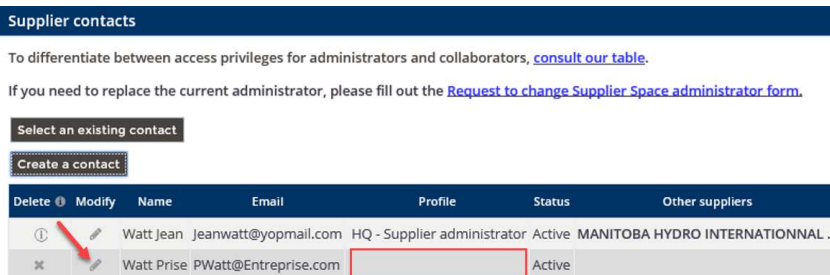 Supplier contacts
To differentiate between access privileges for administrators and collaborators, consult our table.
If you need to replace the current administrator, please fill out the Request to change Supplier Space administrator form.
Select an existing contact
Create a contact
Delete Modify Name Email Profile Status Other suppliers
Watt Jean Jeanwatt@yopmail.com HQ - Supplier administrator Active MANITOBA HYDRO INTERNATIONNAL .
Watt Prise PWatt@Entreprise.com Active